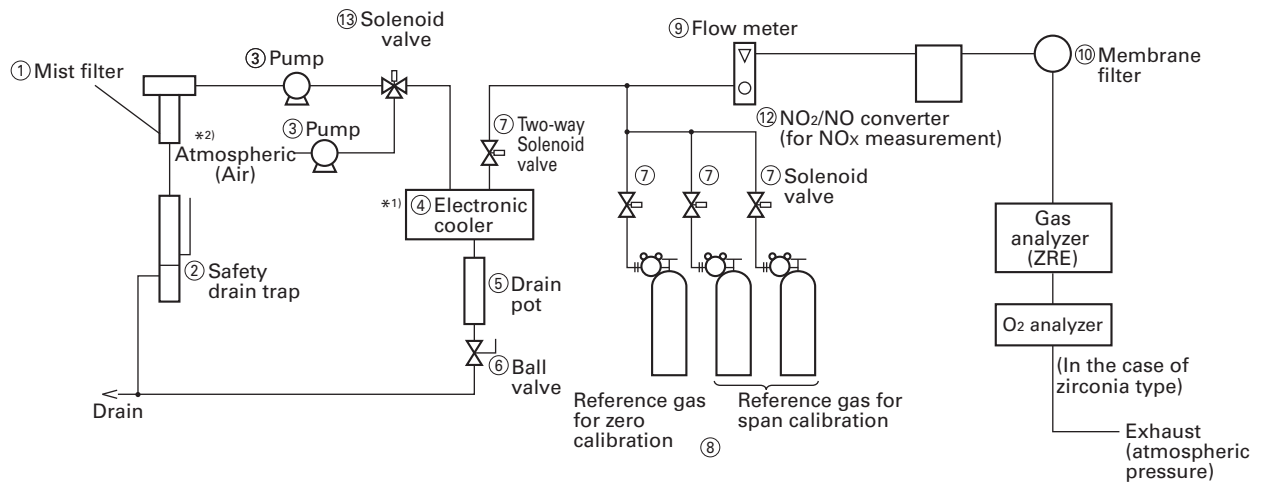 ⑬ Solenoid
valve
③ Pump
① Mist filter
*2)
Atmospheric
(Air)
③ Pump
② Safety
drain trap
Drain
*1)
④ Electronic
cooler
⑤ Drain
pot
⑥ Ball
valve
⑦ Two-way
Solenoid
valve
⑨ Flow meter
⑫ NO2/NO converter
(for NOX measurement)
⑩ Membrane
filter
⑦
⑦
⑦ Solenoid
valve
Reference gas
for zero
calibration
Reference gas for
span calibration
⑧
Gas
analyzer
(ZRE)
O2 analyzer
(In the case of
zirconia type)
Exhaust
(atmospheric
pressure)